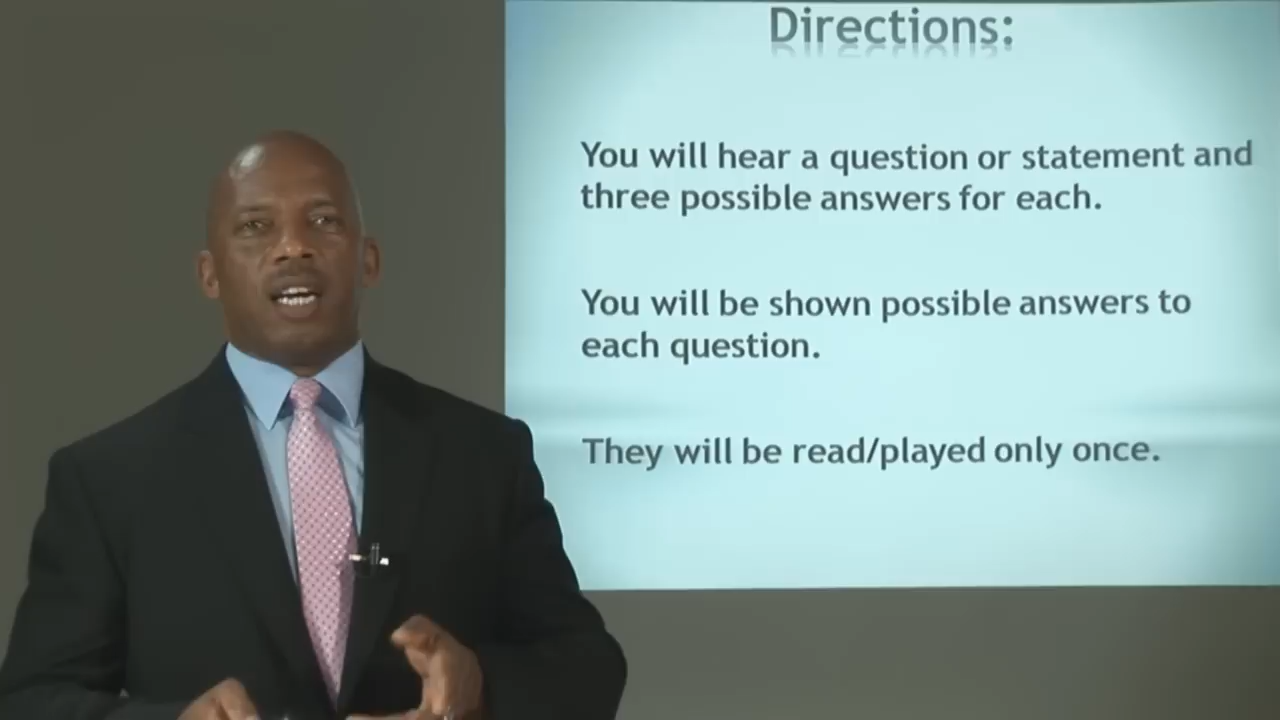 Directions:
You will hear a question or statement and
three possible answers for each.
You will be shown possible answers to
each question.
They will be read/played only once.